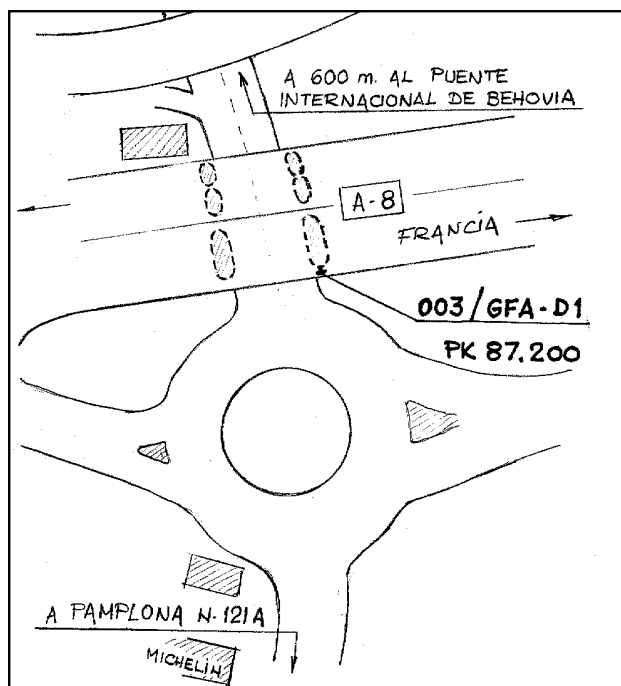 A 600 m. AL PUENTE
INTERNACIONAL DE BEHOVIA
A-8
FRANCIA
003/GFA-D1
PK 87.200
A PAMPLONA N-121A
MICHELIN